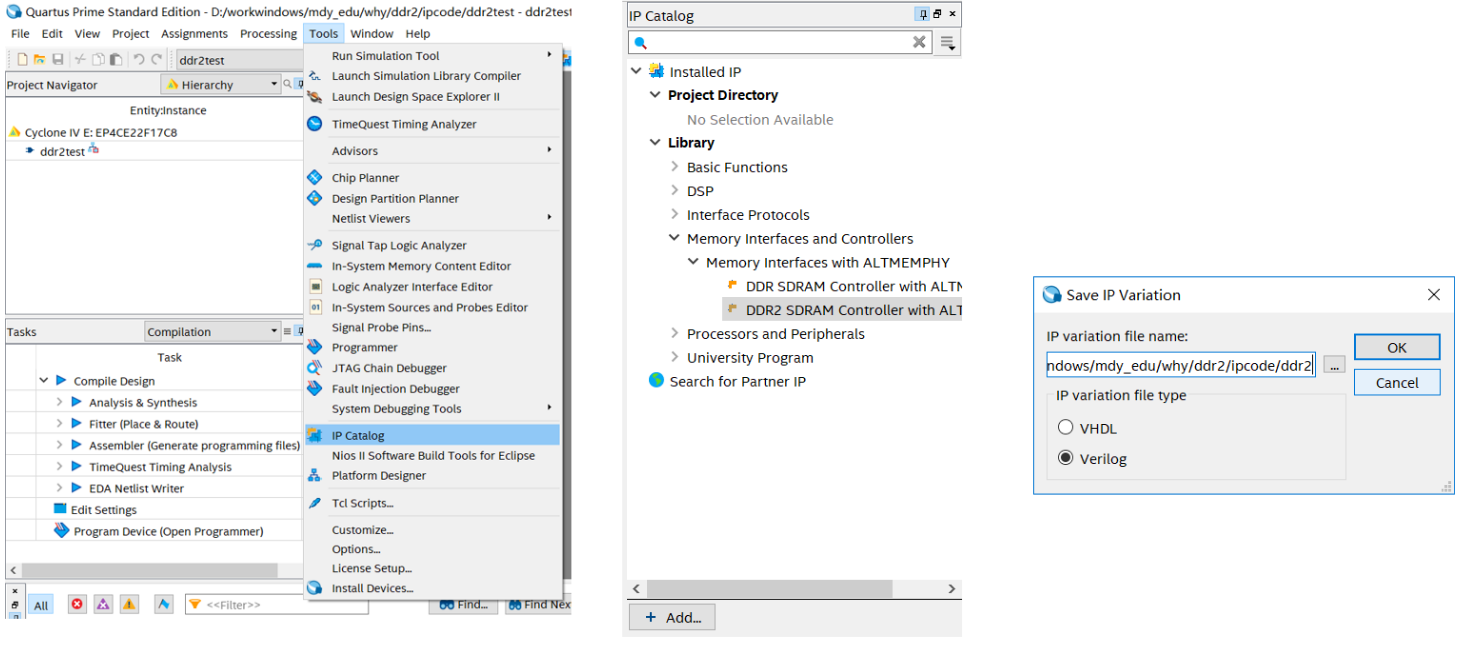 Quartus Prime Standard Edition - D:/workwindows/mdy_edu/why/ddr2/ipcode/ddr2test - ddr2test
File Edit View Project Assignments Processing Tools Window Help
ddr2test
Project Navigator Hierarchy
Entity:Instance
Cyclone IV E: EP4CE22F17C8
ddr2test
Tasks Compilation
Task
Compile Design
Analysis & Synthesis
Fitter (Place & Route)
Assembler (Generate programming files)
TimeQuest Timing Analysis
EDA Netlist Writer
Edit Settings
Program Device (Open Programmer)
All <<Filter>> Find... Find Nex
Run Simulation Tool
Launch Simulation Library Compiler
Launch Design Space Explorer II
TimeQuest Timing Analyzer
Advisors
Chip Planner
Design Partition Planner
Netlist Viewers
Signal Tap Logic Analyzer
In-System Memory Content Editor
Logic Analyzer Interface Editor
In-System Sources and Probes Editor
Signal Probe Pins...
Programmer
JTAG Chain Debugger
Fault Injection Debugger
System Debugging Tools
IP Catalog
Nios II Software Build Tools for Eclipse
Platform Designer
Tcl Scripts...
Customize...
Options...
License Setup...
Install Devices...
IP Catalog
Installed IP
Project Directory
No Selection Available
Library
Basic Functions
DSP
Interface Protocols
Memory Interfaces and Controllers
Memory Interfaces with ALTMEMPHY
DDR SDRAM Controller with ALTM
DDR2 SDRAM Controller with ALT
Processors and Peripherals
University Program
Search for Partner IP
+ Add...
Save IP Variation
IP variation file name:
ndows/mdy_edu/why/ddr2/ipcode/ddr2 ...
OK
Cancel
IP variation file type
VHDL
Verilog